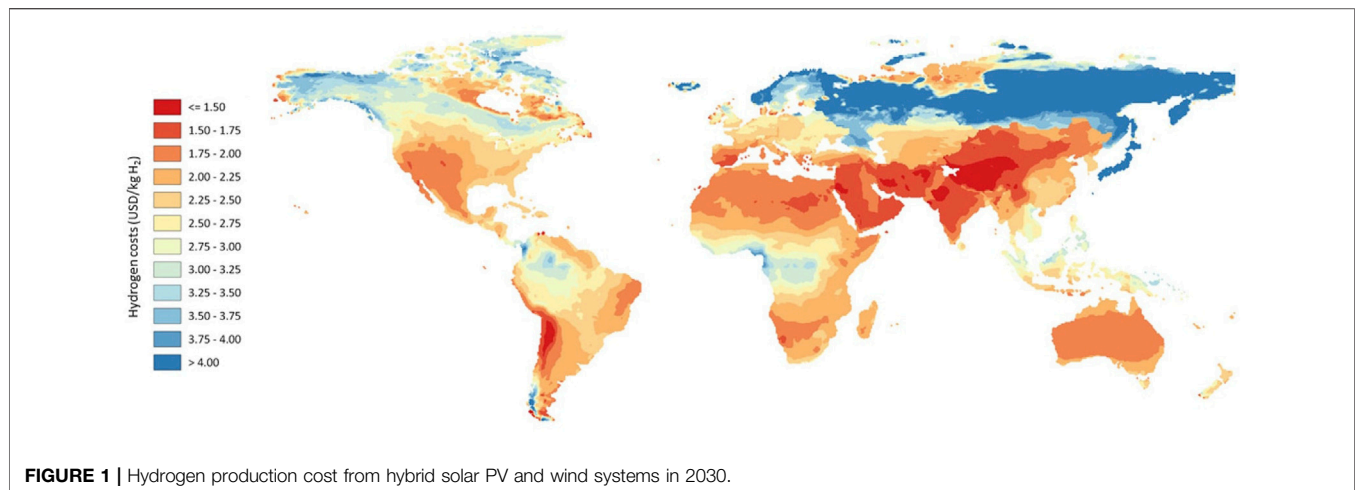 Hydrogen costs (USD/kg H₂)
<= 1.50
1.50 - 1.75
1.75 - 2.00
2.00 - 2.25
2.25 - 2.50
2.50 - 2.75
2.75 - 3.00
3.00 - 3.25
3.25 - 3.50
3.50 - 3.75
3.75 - 4.00
> 4.00
FIGURE 1 | Hydrogen production cost from hybrid solar PV and wind systems in 2030.